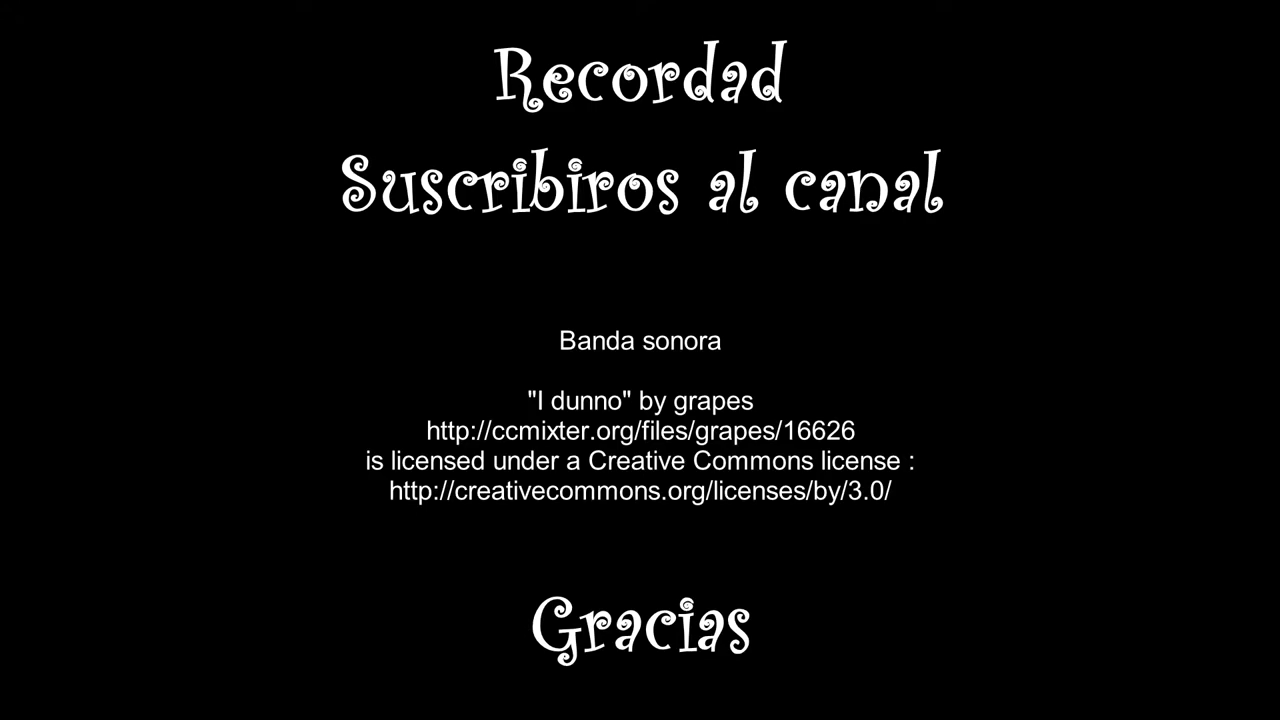 Recordad
Suscribiros al canal
Banda sonora
"I dunno" by grapes
http://ccmixter.org/files/grapes/16626
is licensed under a Creative Commons license :
http://creativecommons.org/licenses/by/3.0/
Gracias